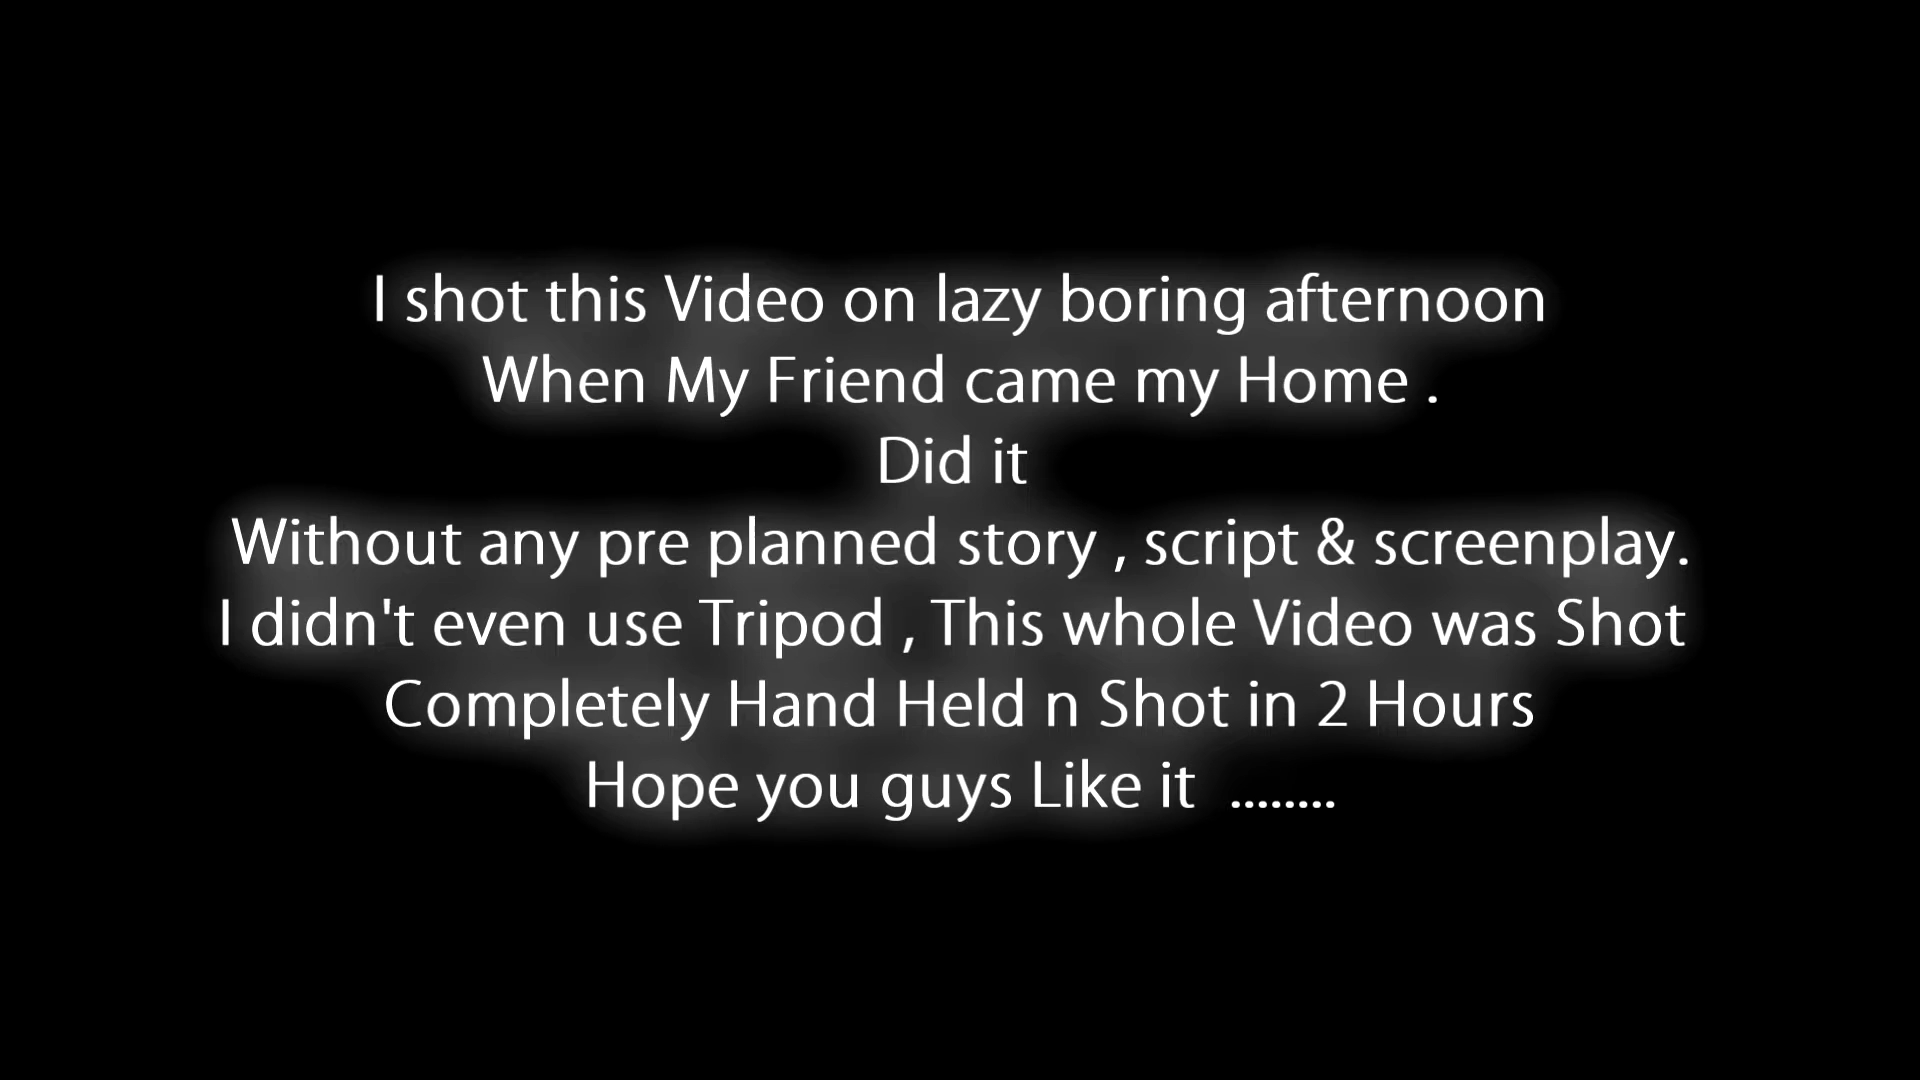 I shot this Video on lazy boring afternoon
When My Friend came my Home .
Did it
Without any pre planned story , script & screenplay.
I didn't even use Tripod , This whole Video was Shot
Completely Hand Held n Shot in 2 Hours
Hope you guys Like it  ........